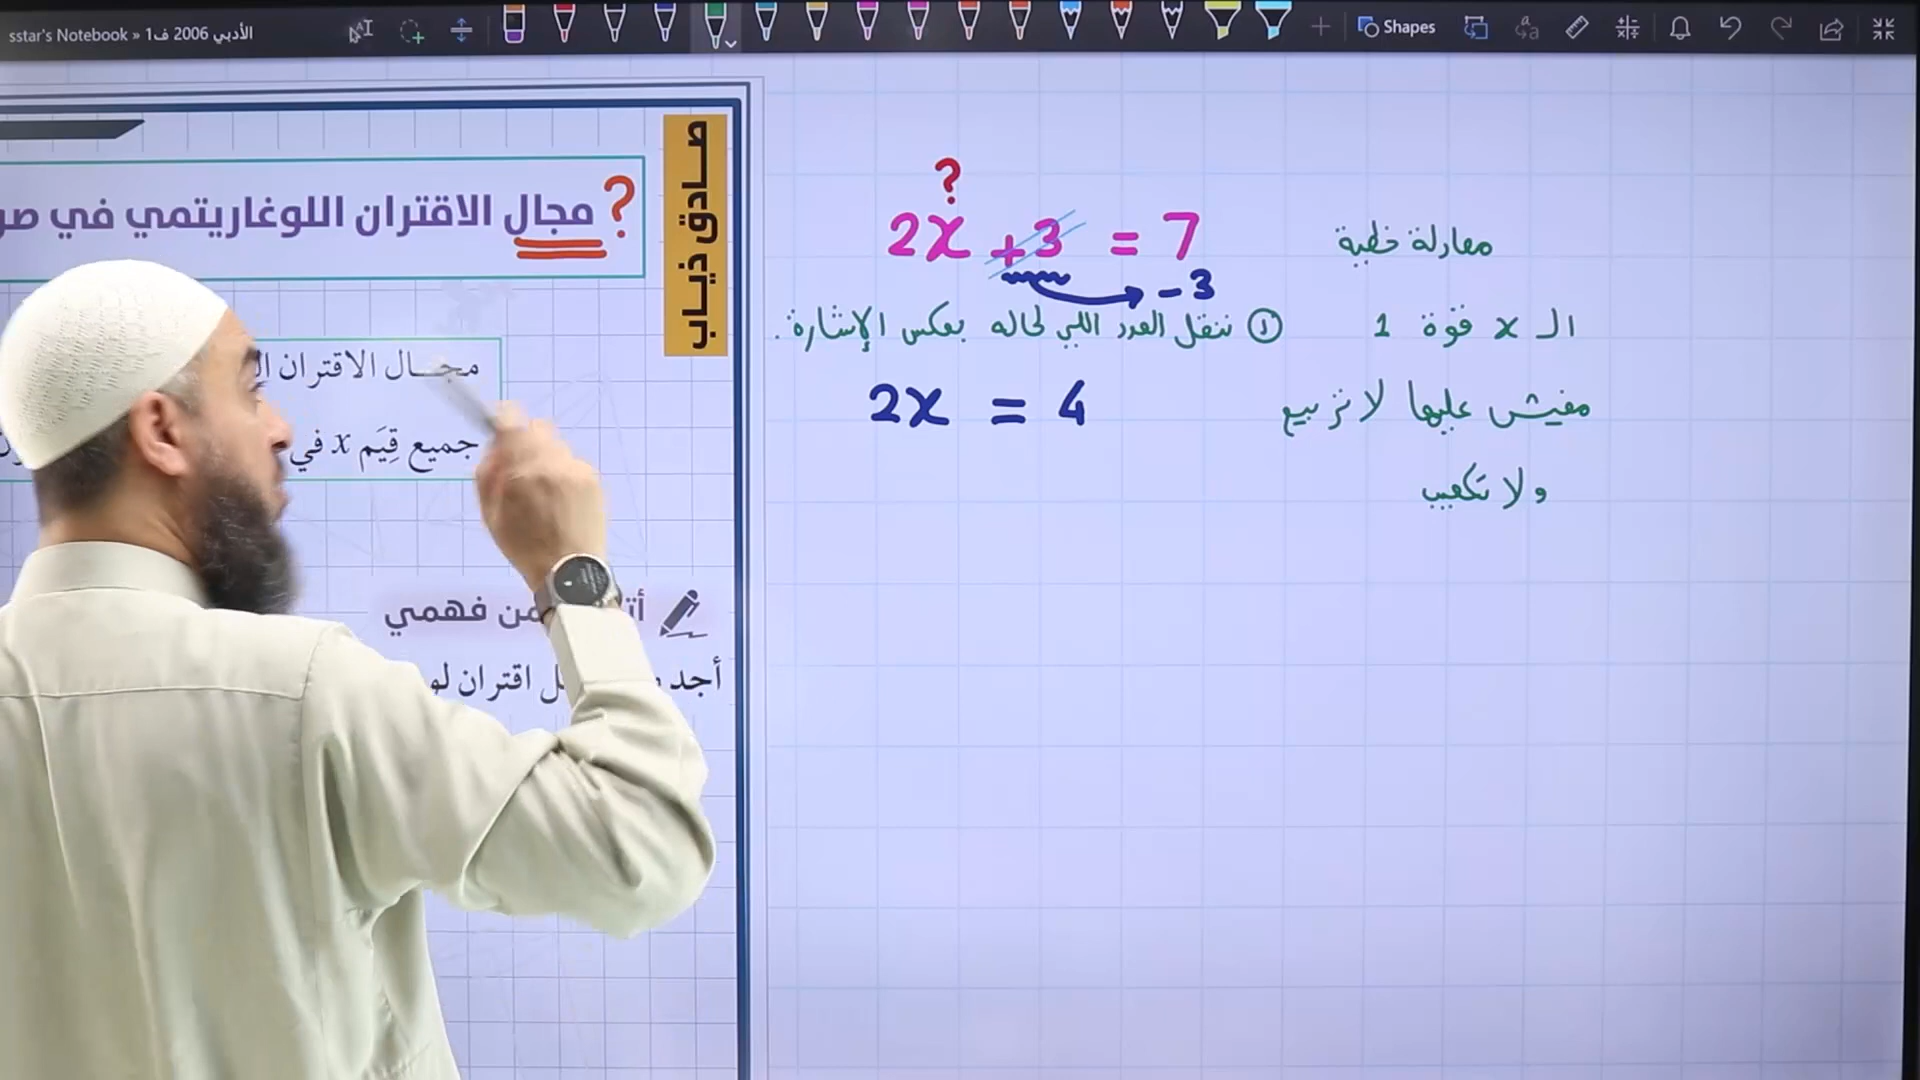 sstar's Notebook » الأدبي 2006 ف1
Shapes
صادق ذياب
? مجال الاقتران اللوغاريتمي في
مجال الاقتران
جميع قِيَم x في
من فهمي
أجد
اقتران
?
2x +3 = 7
-3
① ننقل العدد اللي لحاله بعكس الإشارة.
2x = 4
معادلة خطية
الـ x قوة 1
مفيش عليها لا تربيع
ولا تكعيب